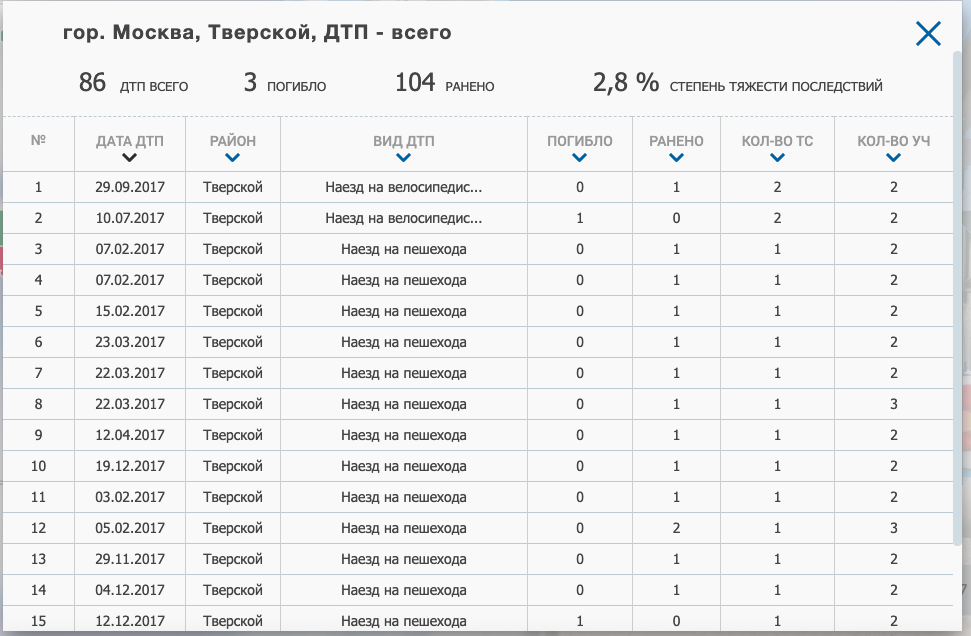 гор. Москва, Тверской, ДТП - всего
86 ДТП ВСЕГО 3 ПОГИБЛО 104 РАНЕНО 2,8 % СТЕПЕНЬ ТЯЖЕСТИ ПОСЛЕДСТВИЙ
№ ДАТА ДТП РАЙОН ВИД ДТП ПОГИБЛО РАНЕНО КОЛ-ВО ТС КОЛ-ВО УЧ
1 29.09.2017 Тверской Наезд на велосипедис... 0 1 2 2
2 10.07.2017 Тверской Наезд на велосипедис... 1 0 2 2
3 07.02.2017 Тверской Наезд на пешехода 0 1 1 2
4 07.02.2017 Тверской Наезд на пешехода 0 1 1 2
5 15.02.2017 Тверской Наезд на пешехода 0 1 1 2
6 23.03.2017 Тверской Наезд на пешехода 0 1 1 2
7 22.03.2017 Тверской Наезд на пешехода 0 1 1 2
8 22.03.2017 Тверской Наезд на пешехода 0 1 1 3
9 12.04.2017 Тверской Наезд на пешехода 0 1 1 2
10 19.12.2017 Тверской Наезд на пешехода 0 1 1 2
11 03.02.2017 Тверской Наезд на пешехода 0 1 1 2
12 05.02.2017 Тверской Наезд на пешехода 0 2 1 3
13 29.11.2017 Тверской Наезд на пешехода 0 1 1 2
14 04.12.2017 Тверской Наезд на пешехода 0 1 1 2
15 12.12.2017 Тверской Наезд на пешехода 1 0 1 2